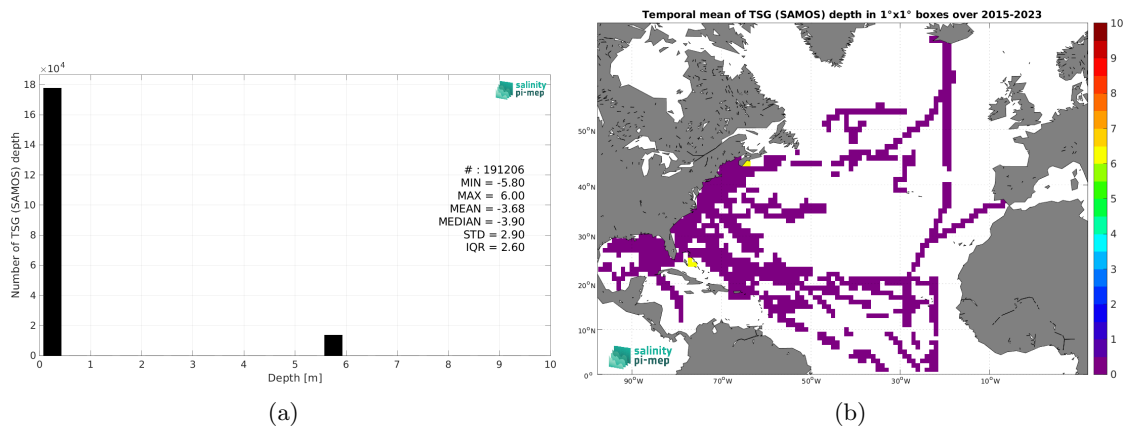 ×10⁴
18
16
14
12
10
8
6
4
2
0
Number of TSG (SAMOS) depth
salinity
pi-mep
# : 191206
MIN = -5.80
MAX = 6.00
MEAN = -3.68
MEDIAN = -3.90
STD = 2.90
IQR = 2.60
0 1 2 3 4 5 6 7 8 9 10
Depth [m]
(a)
Temporal mean of TSG (SAMOS) depth in 1°x1° boxes over 2015-2023
50°N
40°N
30°N
20°N
10°N
0°
90°W 70°W 50°W 30°W 10°W
salinity
pi-mep
10
9
8
7
6
5
4
3
2
1
0
(b)